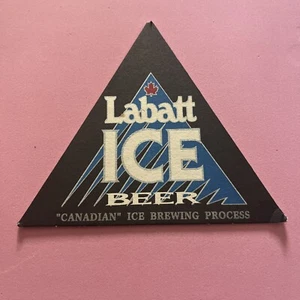 Labatt
ICE
BEER
"CANADIAN" ICE BREWING PROCESS